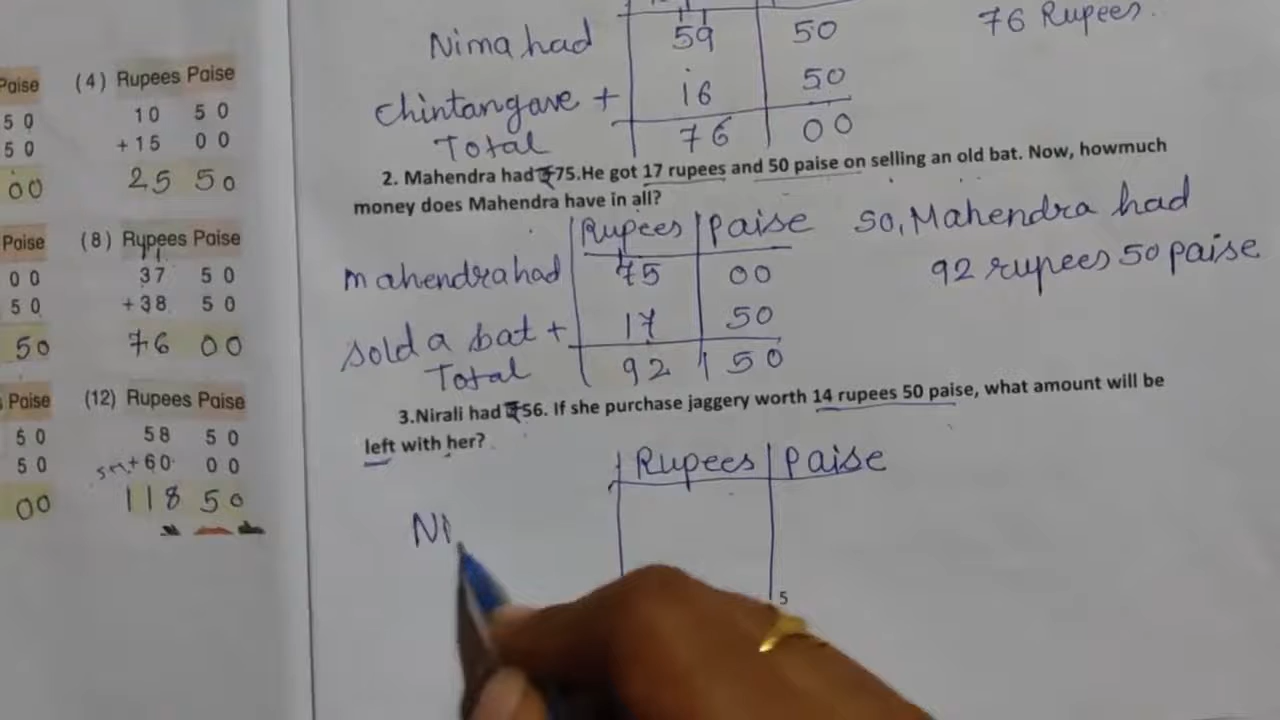 Paise
50
50
00
Paise
00
50
50
Paise
50
50
00
(4) Rupees Paise
10 50
+15 00
25 50
(8) Rupees Paise
37 50
+38 50
76 00
(12) Rupees Paise
58 50
+60 00
118 50
Nima had 59 50
Chintangave + 16 50
Total 76 00
76 Rupees.
2. Mahendra had ₹75.He got 17 rupees and 50 paise on selling an old bat. Now, howmuch
money does Mahendra have in all?
Rupees Paise
mahendra had 75 00
sold a bat + 17 50
Total 92 50
So, Mahendra had
92 rupees 50 paise
3.Nirali had ₹56. If she purchase jaggery worth 14 rupees 50 paise, what amount will be
left with her?
Rupees Paise
Ni
5